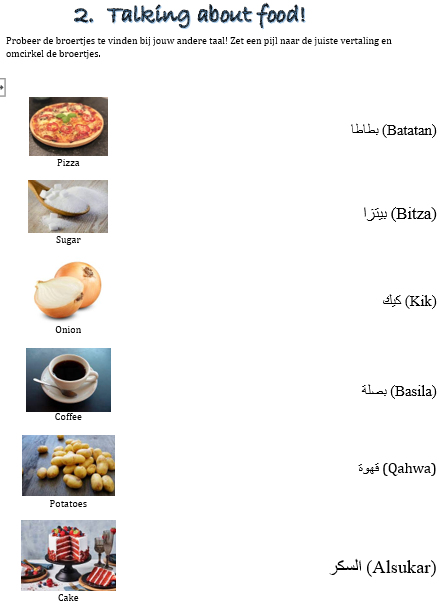 2. Talking about food!
Probeer de broertjes te vinden bij jouw andere taal! Zet een pijl naar de juiste vertaling en
omcirkel de broertjes.
Pizza
بطاطا (Batatan)
Sugar
بيتزا (Bitza)
Onion
كيك (Kik)
Coffee
بصلة (Basila)
Potatoes
قهوة (Qahwa)
Cake
السكر (Alsukar)